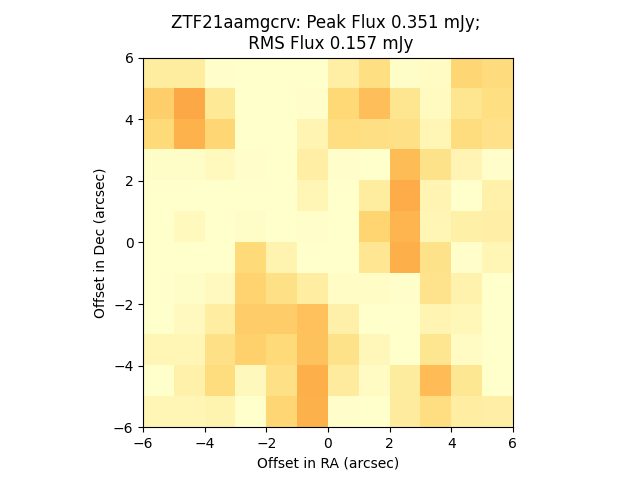 ZTF21aamgcrv: Peak Flux 0.351 mJy;
RMS Flux 0.157 mJy
6
4
2
0
−2
−4
−6
Offset in Dec (arcsec)
−6 −4 −2 0 2 4 6
Offset in RA (arcsec)